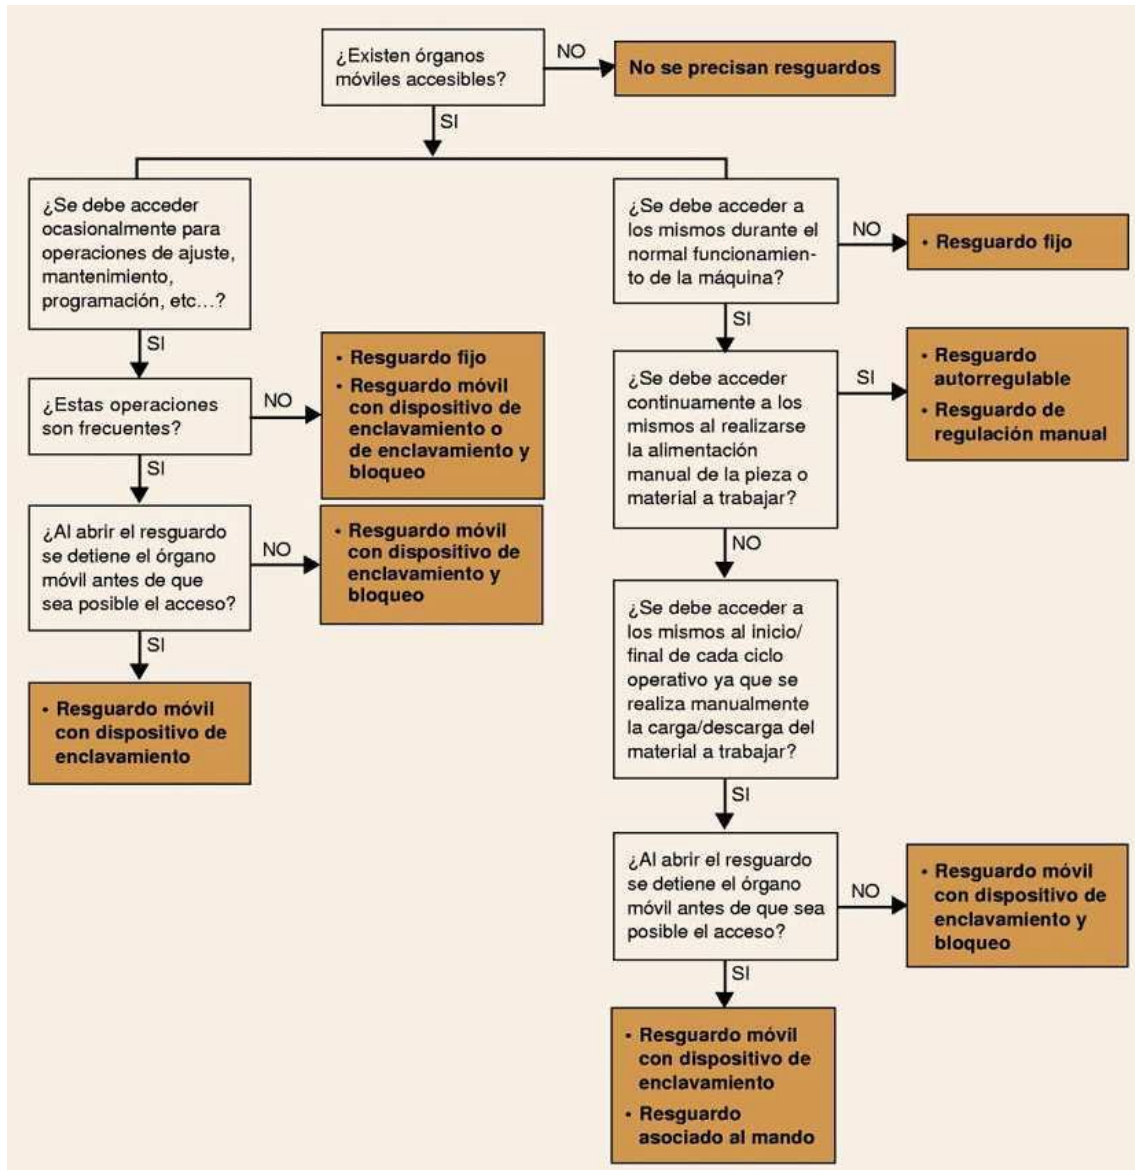 ¿Existen órganos
móviles accesibles?
NO
No se precisan resguardos
SI
¿Se debe acceder
ocasionalmente para
operaciones de ajuste,
mantenimiento,
programación, etc...?
SI
¿Estas operaciones
son frecuentes?
NO
• Resguardo fijo
• Resguardo móvil
con dispositivo de
enclavamiento o
de enclavamiento y
bloqueo
SI
¿Al abrir el resguardo
se detiene el órgano
móvil antes de que
sea posible el acceso?
NO
• Resguardo móvil
con dispositivo de
enclavamiento y
bloqueo
SI
• Resguardo móvil
con dispositivo de
enclavamiento
¿Se debe acceder a
los mismos durante el
normal funcionamien-
to de la máquina?
NO
• Resguardo fijo
SI
¿Se debe acceder
continuamente a los
mismos al realizarse
la alimentación
manual de la pieza o
material a trabajar?
SI
• Resguardo
autorregulable
• Resguardo de
regulación manual
NO
¿Se debe acceder a
los mismos al inicio/
final de cada ciclo
operativo ya que se
realiza manualmente
la carga/descarga del
material a trabajar?
SI
¿Al abrir el resguardo
se detiene el órgano
móvil antes de que sea
posible el acceso?
NO
• Resguardo móvil
con dispositivo de
enclavamiento y
bloqueo
SI
• Resguardo móvil
con dispositivo de
enclavamiento
• Resguardo
asociado al mando